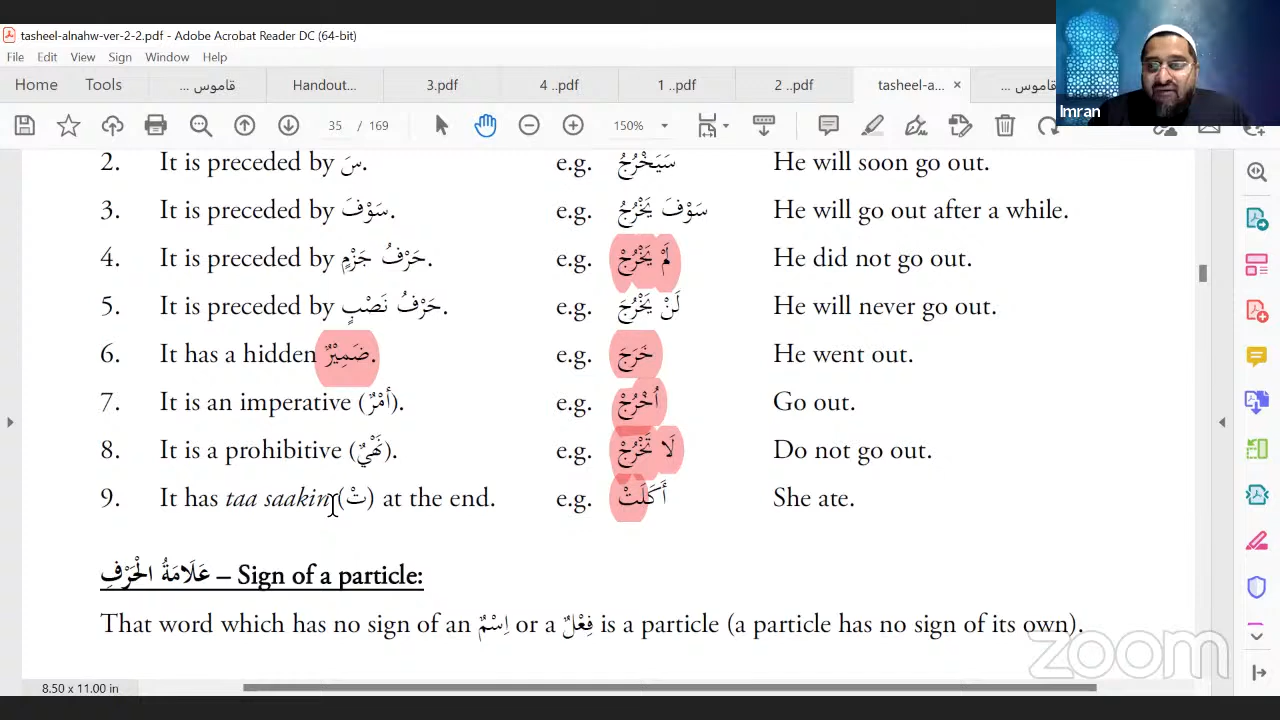 tasheel-alnahw-ver-2-2.pdf - Adobe Acrobat Reader DC (64-bit)
File Edit View Sign Window Help
Home Tools قاموس ... Handout... 3.pdf 4 ..pdf 1 ..pdf 2 ..pdf tasheel-a... × قاموس ...
Imran
35 / 169 150%
2. It is preceded by سَ. e.g. سَيَخْرُجُ He will soon go out.
3. It is preceded by سَوْفَ. e.g. سَوْفَ يَخْرُجُ He will go out after a while.
4. It is preceded by حَرْفُ جَزْمٍ. e.g. لَمْ يَخْرُجْ He did not go out.
5. It is preceded by حَرْفُ نَصْبٍ. e.g. لَنْ يَخْرُجَ He will never go out.
6. It has a hidden ضَمِيْرٌ. e.g. خَرَجَ He went out.
7. It is an imperative (أمْرٌ). e.g. اُخْرُجْ Go out.
8. It is a prohibitive (نَهْيٌ). e.g. لَا تَخْرُجْ Do not go out.
9. It has taa saakin (تْ) at the end. e.g. أَكَلَتْ She ate.
عَلَامَةُ الْحَرْفِ – Sign of a particle:
That word which has no sign of an اِسْمٌ or a فِعْلٌ is a particle (a particle has no sign of its own).
zoom
8.50 x 11.00 in